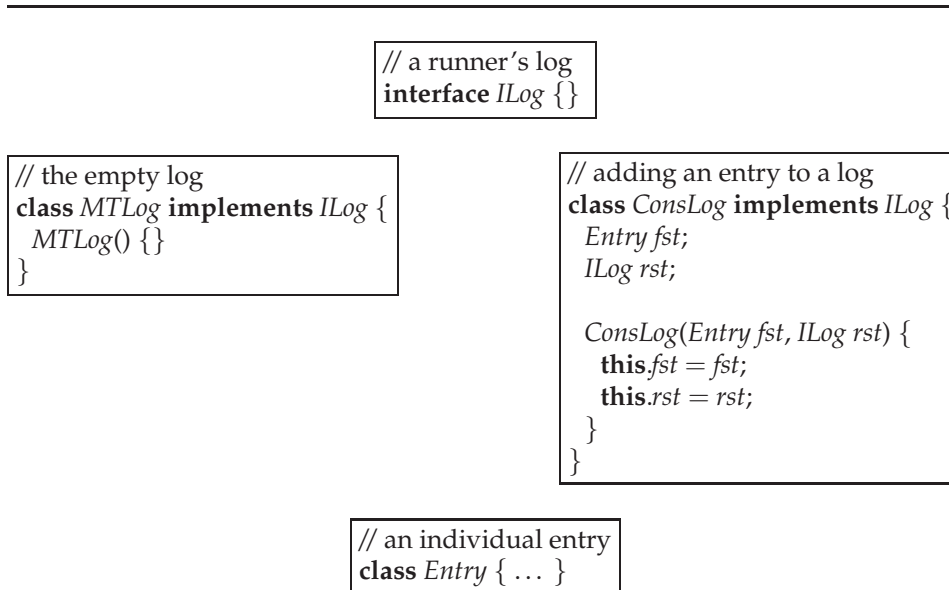 // a runner's log
interface ILog {}
// the empty log
class MTLog implements ILog {
MTLog() {}
}
// adding an entry to a log
class ConsLog implements ILog {
Entry fst;
ILog rst;
ConsLog(Entry fst, ILog rst) {
this.fst = fst;
this.rst = rst;
}
}
// an individual entry
class Entry { ... }